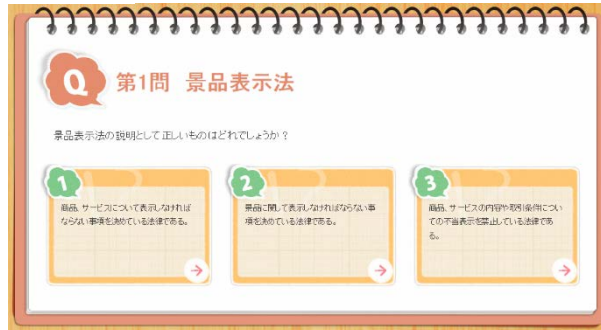 Q
第1問 景品表示法
景品表示法の説明として正しいものはどれでしょうか?
1
商品、サービスについて表示しなければ
ならない事項を決めている法律である。
2
景品に関して表示しなければならない事
項を決めている法律である。
3
商品、サービスの内容や取引条件につい
ての不当表示を禁止している法律であ
る。